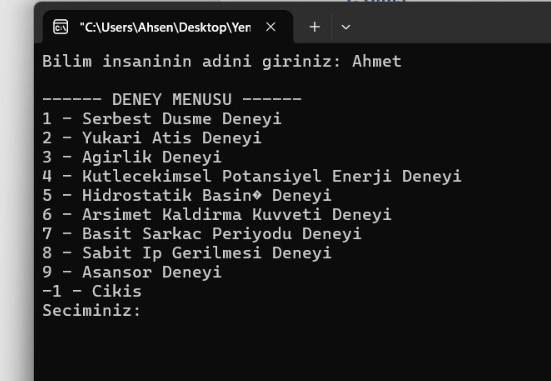 "C:\Users\Ahsen\Desktop\Yer
Bilim insaninin adini giriniz: Ahmet
------ DENEY MENUSU ------
1 - Serbest Dusme Deneyi
2 - Yukari Atis Deneyi
3 - Agirlik Deneyi
4 - Kutlecekimsel Potansiyel Enerji Deneyi
5 - Hidrostatik Basin� Deneyi
6 - Arsimet Kaldirma Kuvveti Deneyi
7 - Basit Sarkac Periyodu Deneyi
8 - Sabit Ip Gerilmesi Deneyi
9 - Asansor Deneyi
-1 - Cikis
Seciminiz: